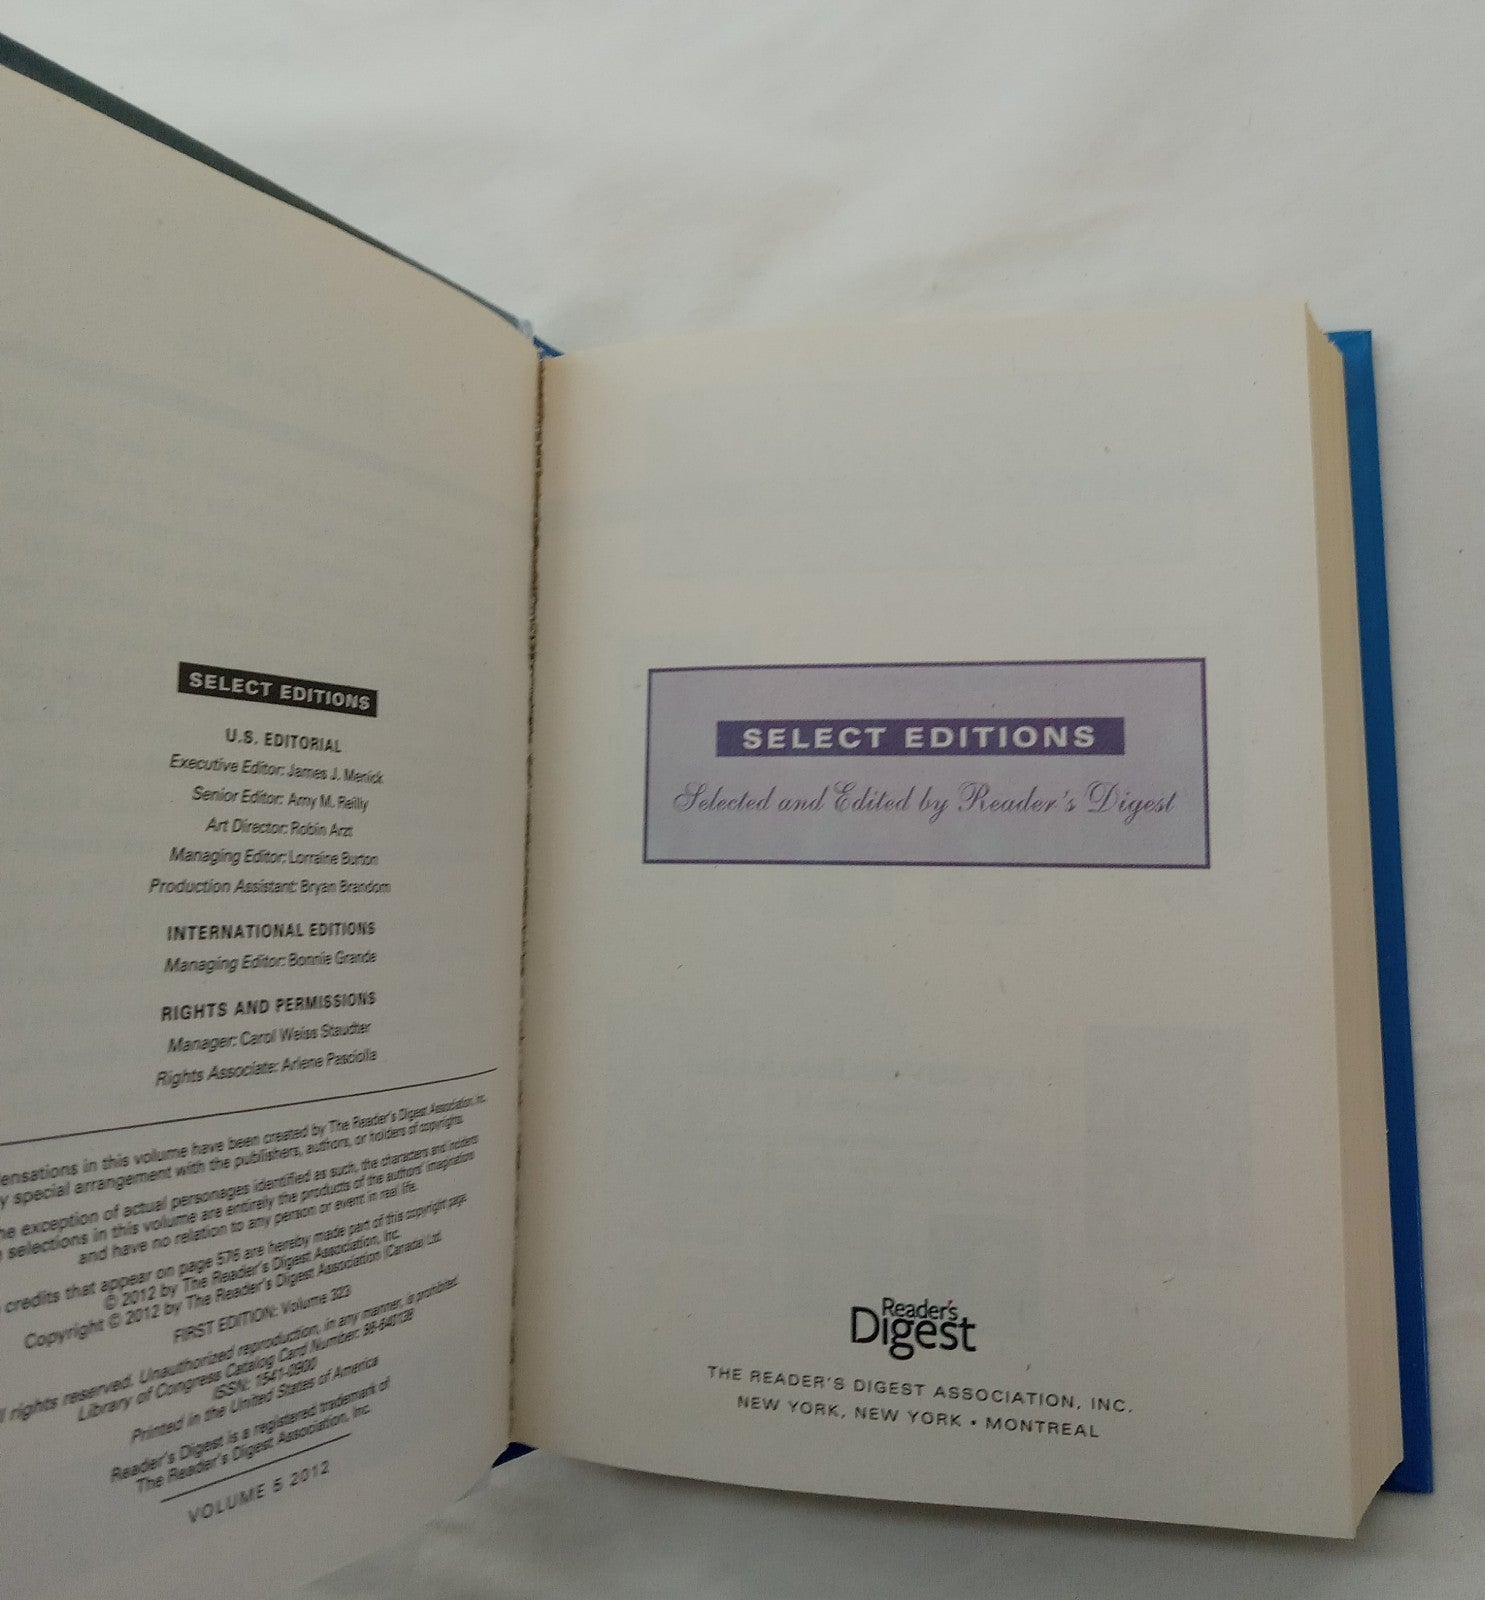 SELECT EDITIONS
U.S. EDITORIAL
Executive Editor: James J. Menick
Senior Editor: Amy M. Reilly
Art Director: Robin Arzt
Managing Editor: Lorraine Burton
Production Assistant: Bryan Brandom
INTERNATIONAL EDITIONS
Managing Editor: Bonnie Grande
RIGHTS AND PERMISSIONS
Manager: Carol Weiss Staudter
Rights Associate: Arlene Pasciolla
ensations in this volume have been created by The Reader's Digest Association, Inc.
y special arrangement with the publishers, authors, or holders of copyrights.
he exception of actual personages identified as such, the characters and incidents
selections in this volume are entirely the products of the authors' imagination
and have no relation to any person or event in real life.
credits that appear on page 576 are hereby made part of this copyright page.
© 2012 by The Reader's Digest Association, Inc.
Copyright © 2012 by The Reader's Digest Association (Canada) Ltd.
FIRST EDITION: Volume 323
ll rights reserved. Unauthorized reproduction, in any manner, is prohibited.
Library of Congress Catalog Card Number:
ISSN: 1541-0900
Printed in the United States of America
Reader's Digest is a registered trademark of
The Reader's Digest Association, Inc.
VOLUME 5 2012
SELECT EDITIONS
Selected and Edited by Reader's Digest
Reader's
Digest
THE READER'S DIGEST ASSOCIATION, INC.
NEW YORK, NEW YORK • MONTREAL